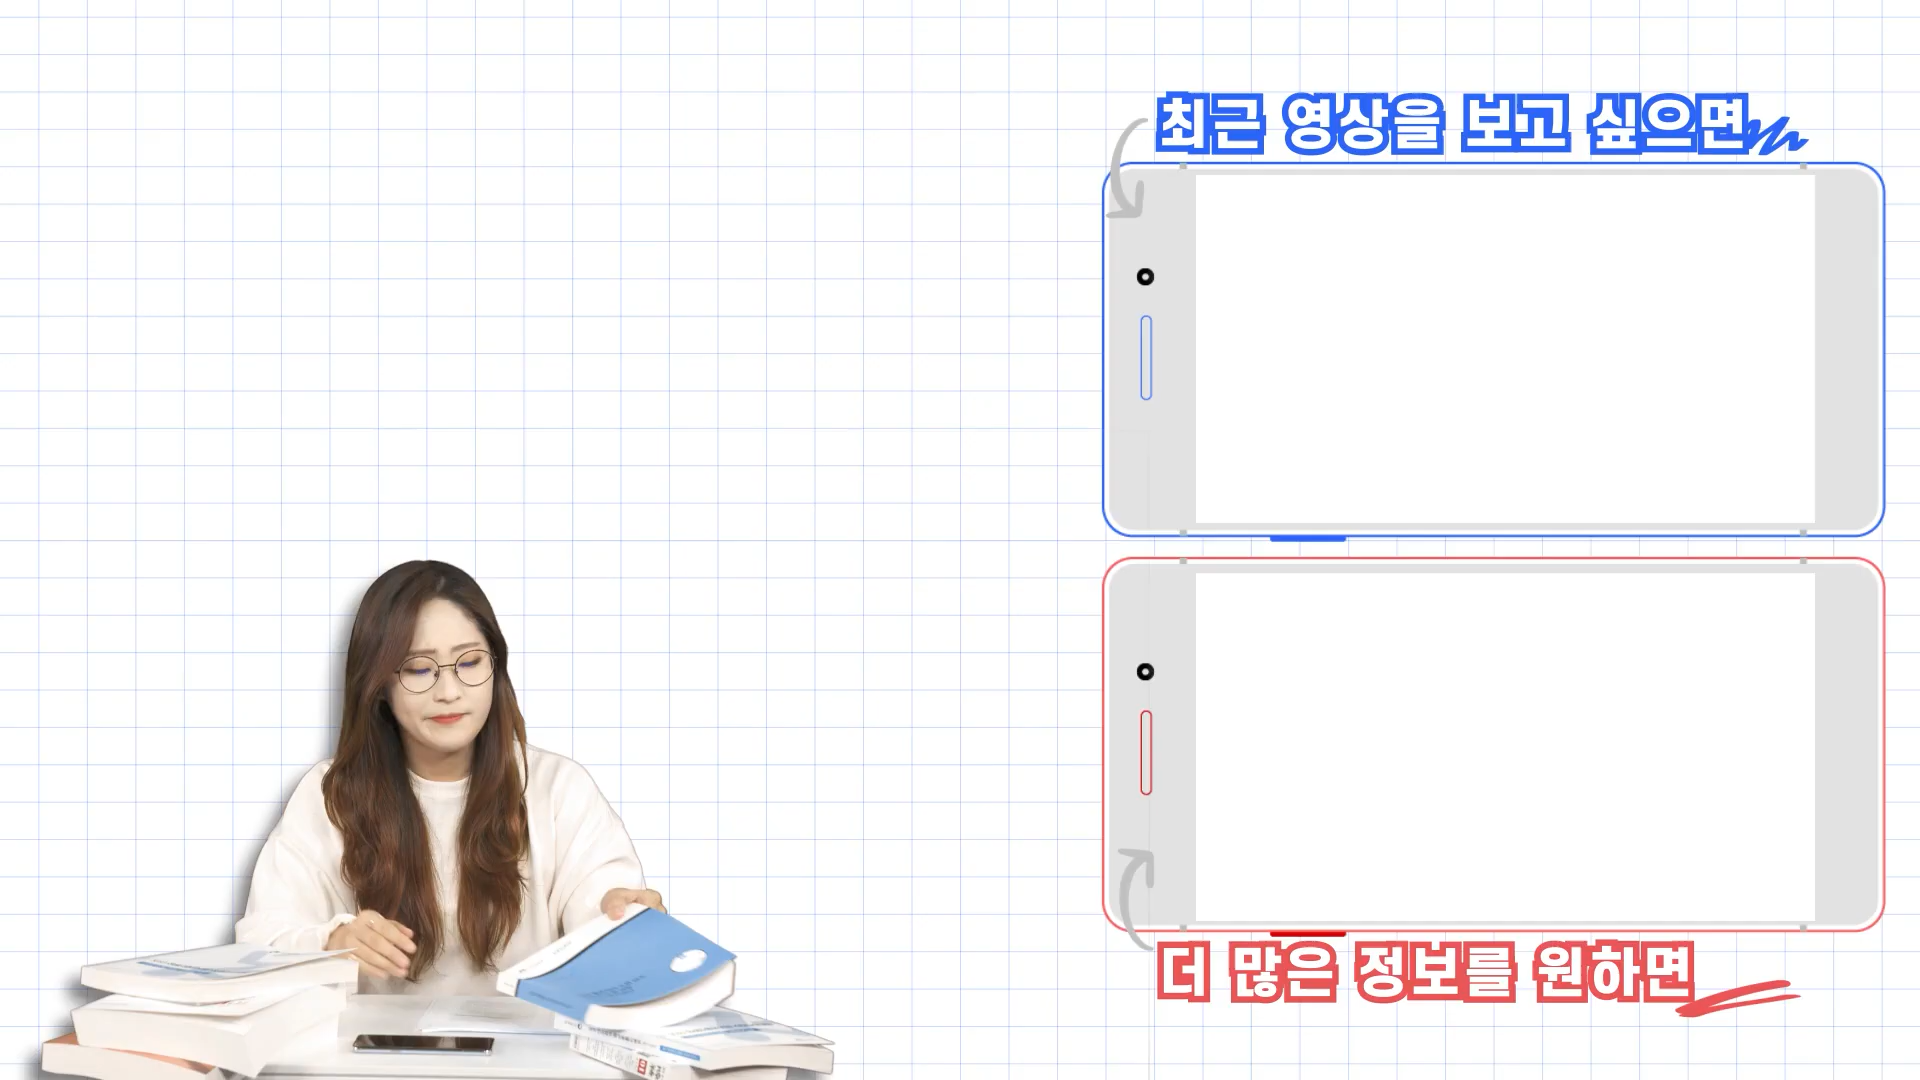 최근 영상을 보고 싶으면
더 많은 정보를 원하면